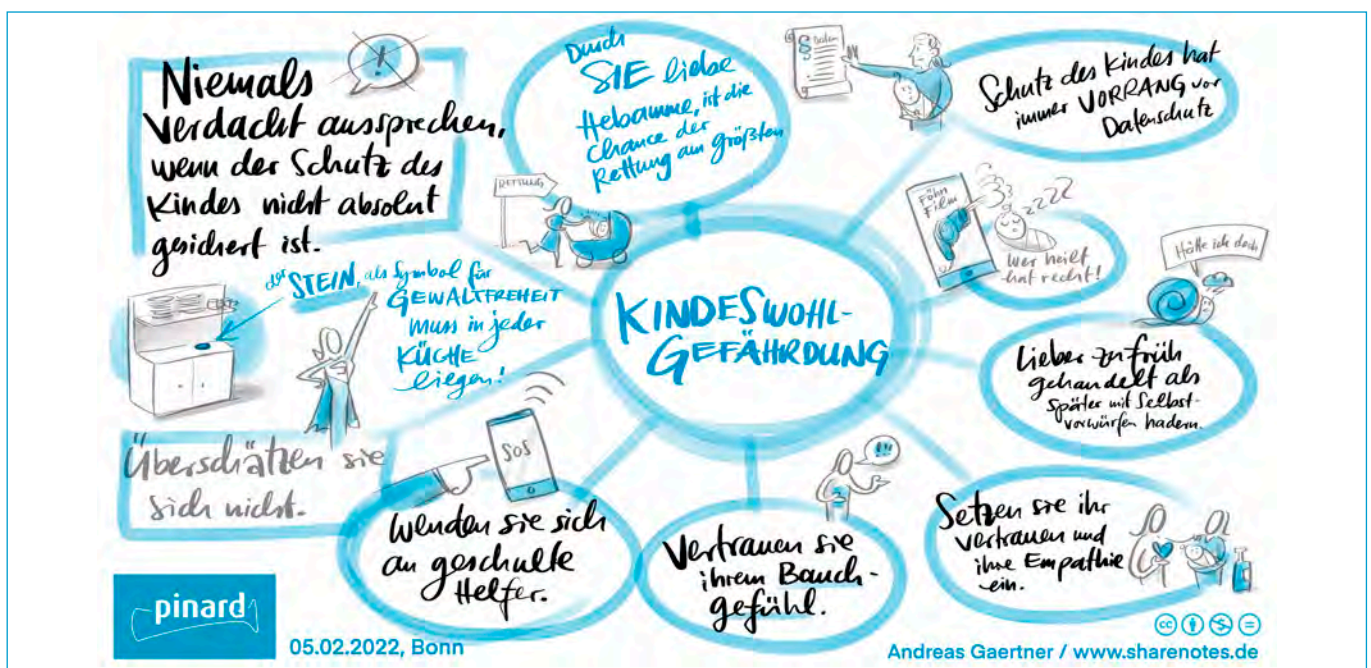 Niemals
Verdacht aussprechen,
wenn der Schutz des
Kindes nicht absolut
gesichert ist.
Durch
SIE liebe
Hebamme, ist die
Chance der
Rettung am größten
RETTUNG
§ Daten
Schutz des Kindes hat
immer VORRANG vor
Datenschutz
Föhn
Film
ZZZZ
Wer heilt
hat recht!
Hätte ich doch
der STEIN, als Symbol für
GEWALTFREIHEIT
muss in jeder
KÜCHE
liegen!
KINDESWOHL-
GEFÄHRDUNG
Lieber zu früh
gehandelt als
später mit Selbst-
vorwürfen hadern.
Überschätzen sie
sich nicht.
SOS
Wenden sie sich
an geschulte
Helfer.
Vertrauen sie
ihrem Bauch-
gefühl.
Setzen sie ihr
Vertrauen und
ihre Empathie
ein.
pinard
05.02.2022, Bonn
cc
Andreas Gaertner / www.sharenotes.de